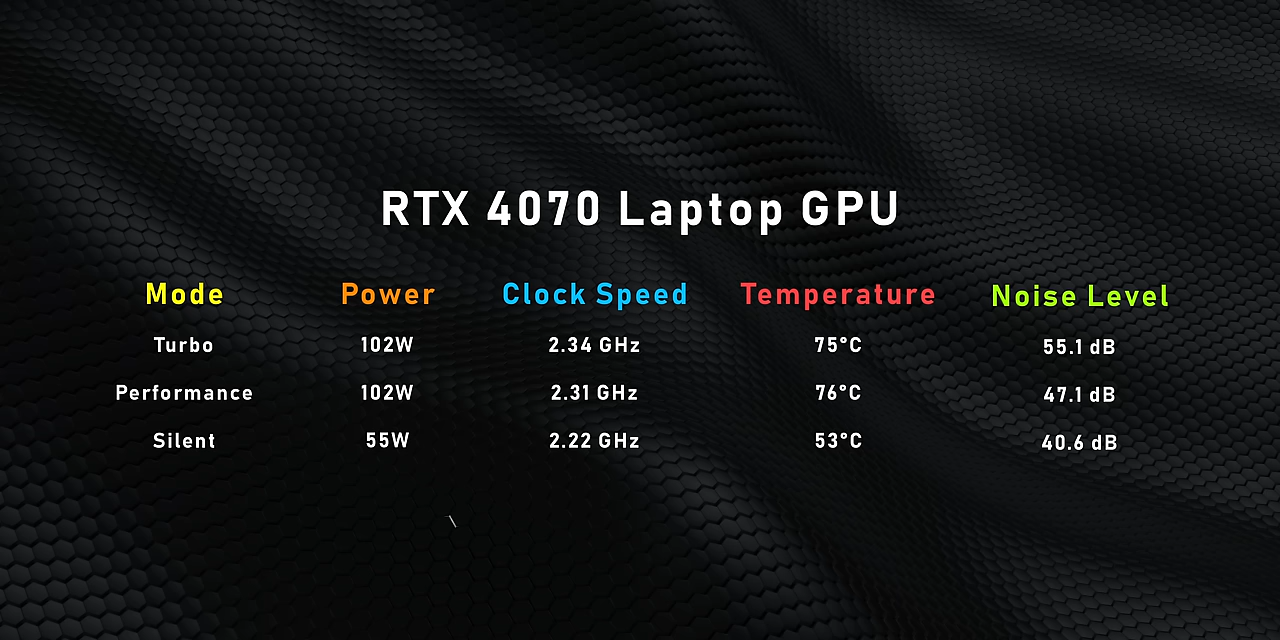 RTX 4070 Laptop GPU
Mode Power Clock Speed Temperature Noise Level
Turbo 102W 2.34 GHz 75°C 55.1 dB
Performance 102W 2.31 GHz 76°C 47.1 dB
Silent 55W 2.22 GHz 53°C 40.6 dB